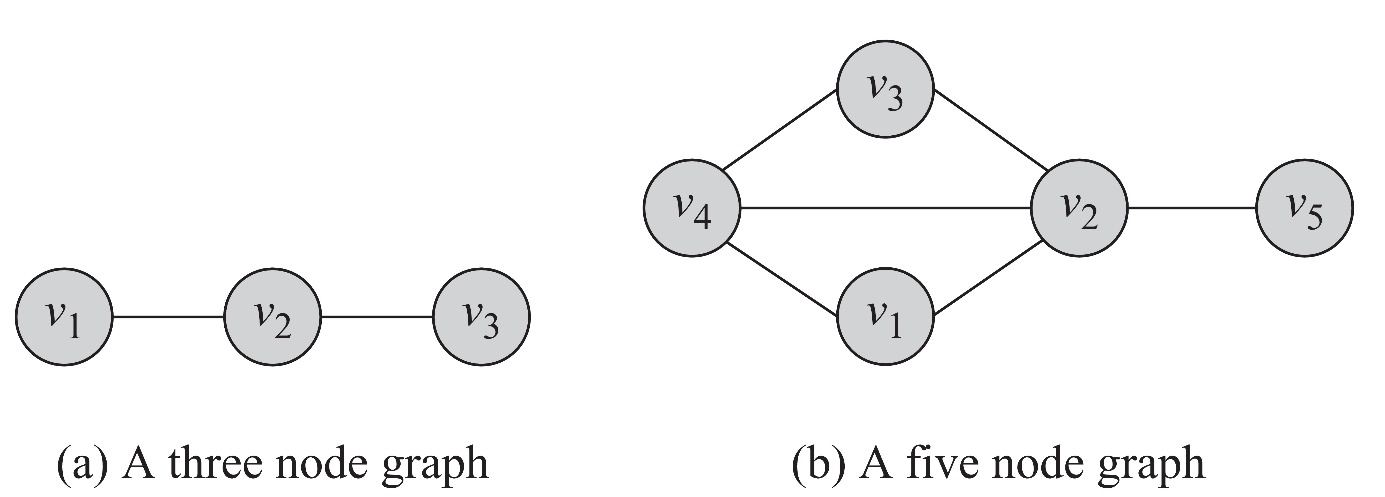 v3
v4
v2
v5
v1
v1
v2
v3
(a) A three node graph
(b) A five node graph